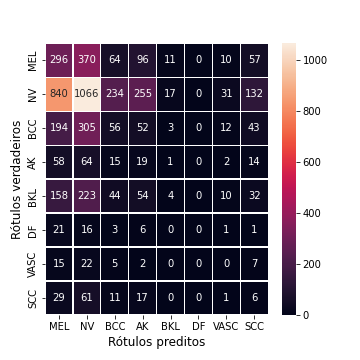 MEL 296 370 64 96 11 0 10 57
NV 840 1066 234 255 17 0 31 132
BCC 194 305 56 52 3 0 12 43
AK 58 64 15 19 1 0 2 14
BKL 158 223 44 54 4 0 10 32
DF 21 16 3 6 0 0 1 1
VASC 15 22 5 2 0 0 0 7
SCC 29 61 11 17 0 0 1 6
MEL NV BCC AK BKL DF VASC SCC
Rótulos preditos
Rótulos verdadeiros
1000
800
600
400
200
0